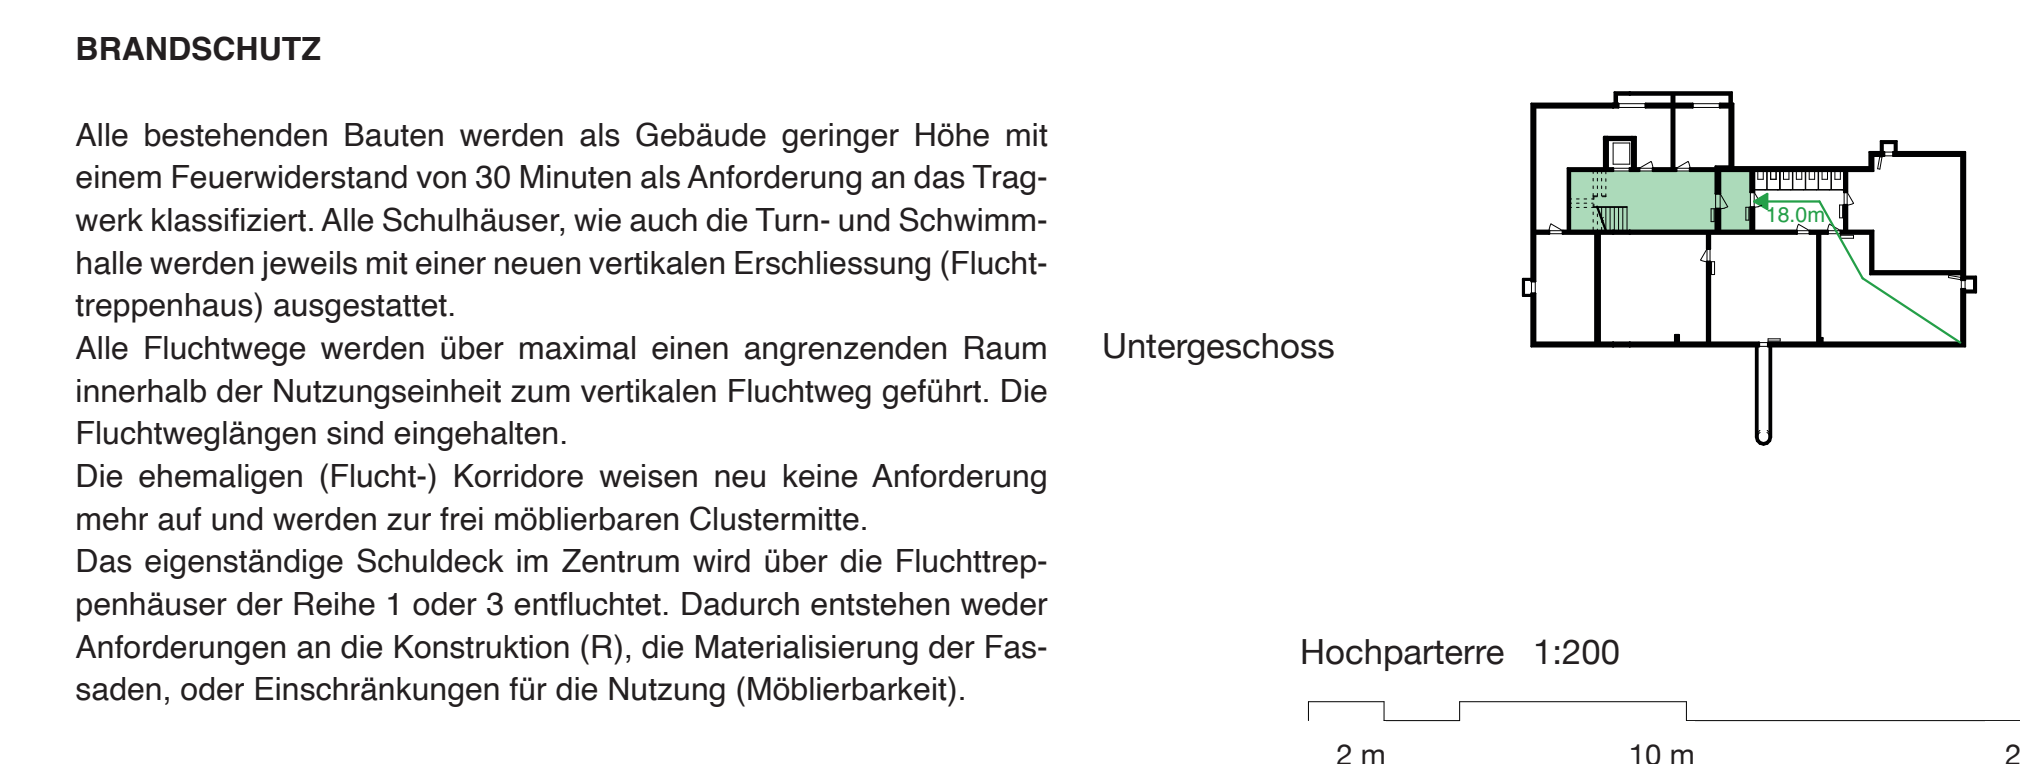 BRANDSCHUTZ
Alle bestehenden Bauten werden als Gebäude geringer Höhe mit
einem Feuerwiderstand von 30 Minuten als Anforderung an das Trag-
werk klassifiziert. Alle Schulhäuser, wie auch die Turn- und Schwimm-
halle werden jeweils mit einer neuen vertikalen Erschliessung (Flucht-
treppenhaus) ausgestattet.
Alle Fluchtwege werden über maximal einen angrenzenden Raum
innerhalb der Nutzungseinheit zum vertikalen Fluchtweg geführt. Die
Fluchtweglängen sind eingehalten.
Die ehemaligen (Flucht-) Korridore weisen neu keine Anforderung
mehr auf und werden zur frei möblierbaren Clustermitte.
Das eigenständige Schuldeck im Zentrum wird über die Fluchttrep-
penhäuser der Reihe 1 oder 3 entfluchtet. Dadurch entstehen weder
Anforderungen an die Konstruktion (R), die Materialisierung der Fas-
saden, oder Einschränkungen für die Nutzung (Möblierbarkeit).
18.0m
Untergeschoss
Hochparterre 1:200
2 m 10 m 2